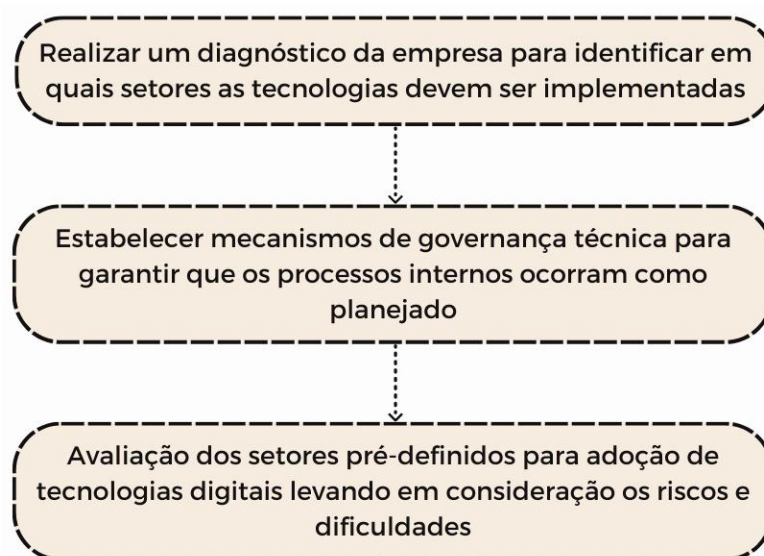 Realizar um diagnóstico da empresa para identificar em
quais setores as tecnologias devem ser implementadas
Estabelecer mecanismos de governança técnica para
garantir que os processos internos ocorram como
planejado
Avaliação dos setores pré-definidos para adoção de
tecnologias digitais levando em consideração os riscos e
dificuldades